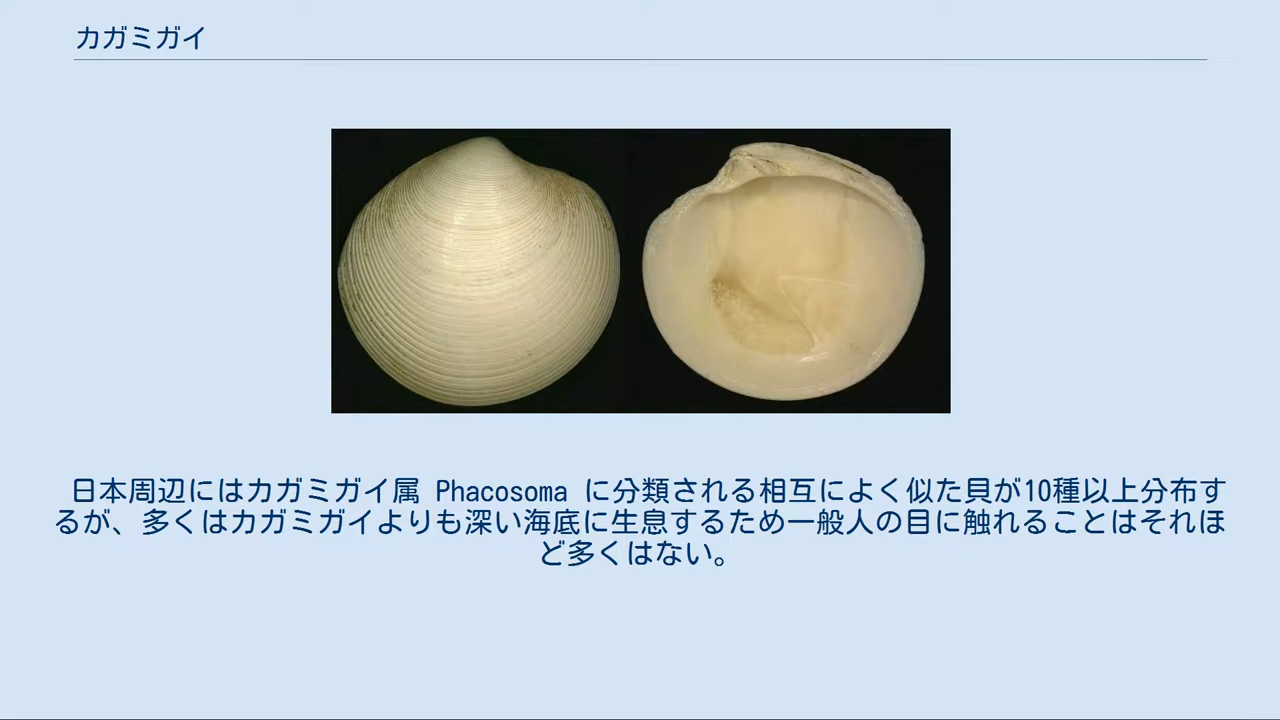 カガミガイ
日本周辺にはカガミガイ属 Phacosoma に分類される相互によく似た貝が10種以上分布す
るが、多くはカガミガイよりも深い海底に生息するため一般人の目に触れることはそれほ
ど多くはない。